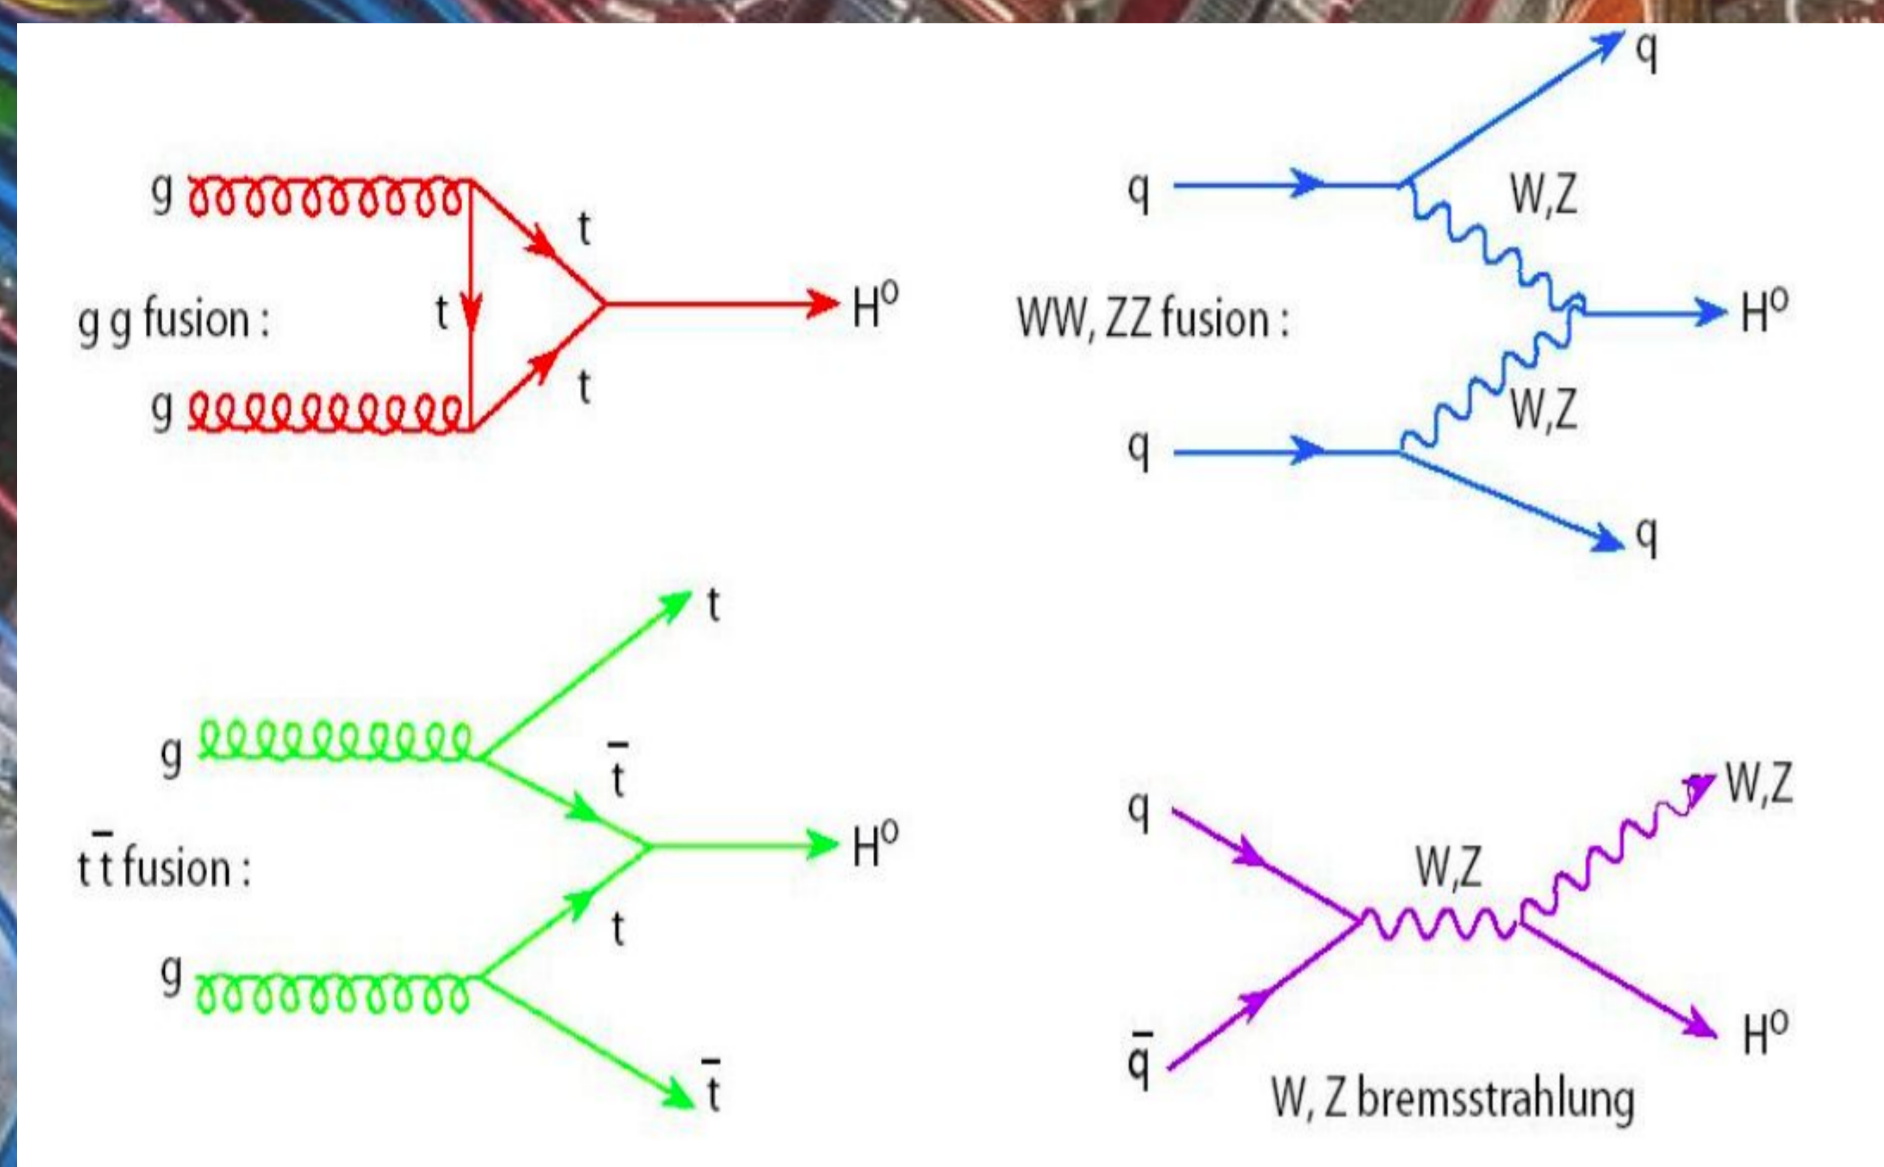 g
t
g g fusion :
t
H⁰
g
t
q
q
W,Z
WW, ZZ fusion :
H⁰
W,Z
q
q
t
g
t̄
t t̄ fusion :
H⁰
g
t
t̄
q
W,Z
W,Z
q̄
H⁰
W, Z bremsstrahlung